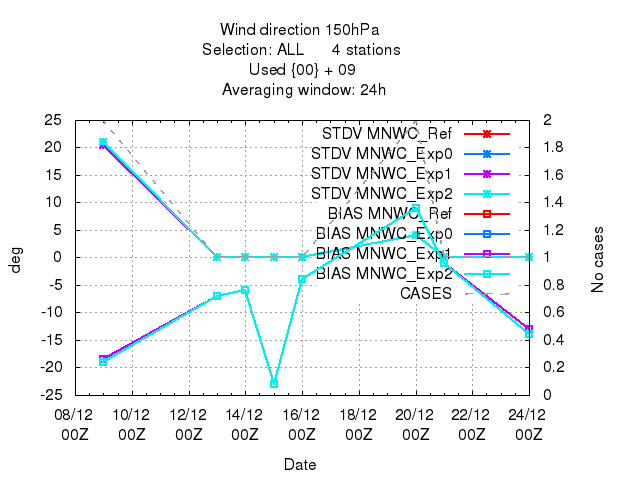 Wind direction 150hPa
Selection: ALL 4 stations
Used {00} + 09
Averaging window: 24h
25 20 15 10 5 0 -5 -10 -15 -20 -25
deg
STDV MNWC_Ref
STDV MNWC_Exp0
STDV MNWC_Exp1
STDV MNWC_Exp2
BIAS MNWC_Ref
BIAS MNWC_Exp0
BIAS MNWC_Exp1
BIAS MNWC_Exp2
CASES
2 1.8 1.6 1.4 1.2 1 0.8 0.6 0.4 0.2 0
No cases
08/12 10/12 12/12 14/12 16/12 18/12 20/12 22/12 24/12
00Z 00Z 00Z 00Z 00Z 00Z 00Z 00Z 00Z
Date